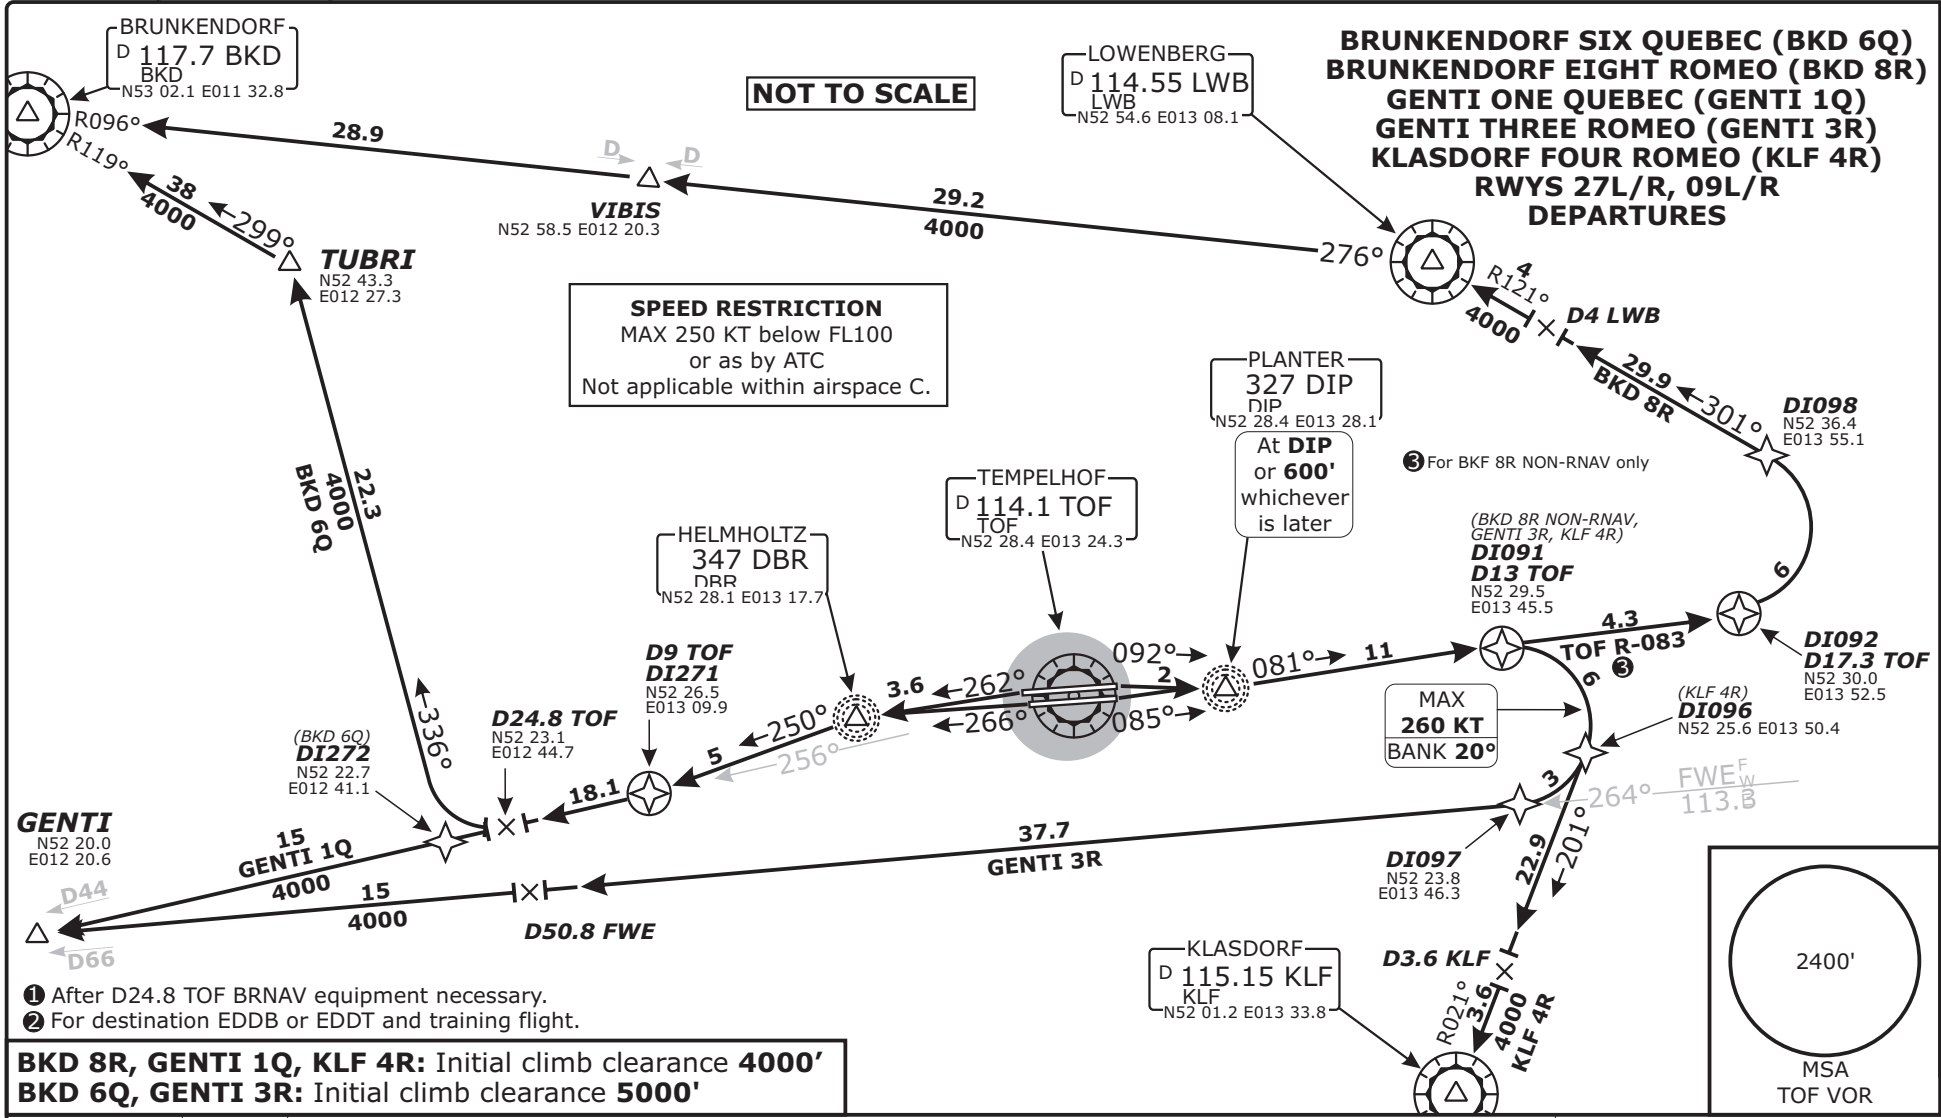 BRUNKENDORF
D 117.7 BKD
BKD
N53 02.1 E011 32.8
NOT TO SCALE
LOWENBERG
D 114.55 LWB
LWB
N52 54.6 E013 08.1
BRUNKENDORF SIX QUEBEC (BKD 6Q)
BRUNKENDORF EIGHT ROMEO (BKD 8R)
GENTI ONE QUEBEC (GENTI 1Q)
GENTI THREE ROMEO (GENTI 3R)
KLASDORF FOUR ROMEO (KLF 4R)
RWYS 27L/R, 09L/R
DEPARTURES
R096°
R119°
28.9
D
D
VIBIS
N52 58.5 E012 20.3
29.2
4000
276°
38
4000
299°
TUBRI
N52 43.3
E012 27.3
SPEED RESTRICTION
MAX 250 KT below FL100
or as by ATC
Not applicable within airspace C.
4
R121°
4000
D4 LWB
29.9
BKD 8R
301°
DI098
N52 36.4
E013 55.1
PLANTER
327 DIP
DIP
N52 28.4 E013 28.1
At DIP
or 600'
whichever
is later
3 For BKF 8R NON-RNAV only
TEMPELHOF
D 114.1 TOF
TOF
N52 28.4 E013 24.3
HELMHOLTZ
347 DBR
DBR
N52 28.1 E013 17.7
22.3
4000
BKD 6Q
(BKD 8R NON-RNAV,
GENTI 3R, KLF 4R)
DI091
D13 TOF
N52 29.5
E013 45.5
6
4.3
TOF R-083
3
DI092
D17.3 TOF
N52 30.0
E013 52.5
D9 TOF
DI271
N52 26.5
E013 09.9
3.6
262°
266°
092°
2
085°
081°
11
6
MAX
260 KT
BANK 20°
(KLF 4R)
DI096
N52 25.6 E013 50.4
336°
D24.8 TOF
N52 23.1
E012 44.7
250°
5
256°
(BKD 6Q)
DI272
N52 22.7
E012 41.1
18.1
3
264°
FWE
F
W
E
113.3
GENTI
N52 20.0
E012 20.6
15
GENTI 1Q
4000
37.7
GENTI 3R
DI097
N52 23.8
E013 46.3
22.9
201°
D44
15
4000
D50.8 FWE
D66
D3.6 KLF
R021°
3.6
4000
KLF 4R
KLASDORF
D 115.15 KLF
KLF
N52 01.2 E013 33.8
2400'
MSA
TOF VOR
1 After D24.8 TOF BRNAV equipment necessary.
2 For destination EDDB or EDDT and training flight.
BKD 8R, GENTI 1Q, KLF 4R: Initial climb clearance 4000’
BKD 6Q, GENTI 3R: Initial climb clearance 5000'